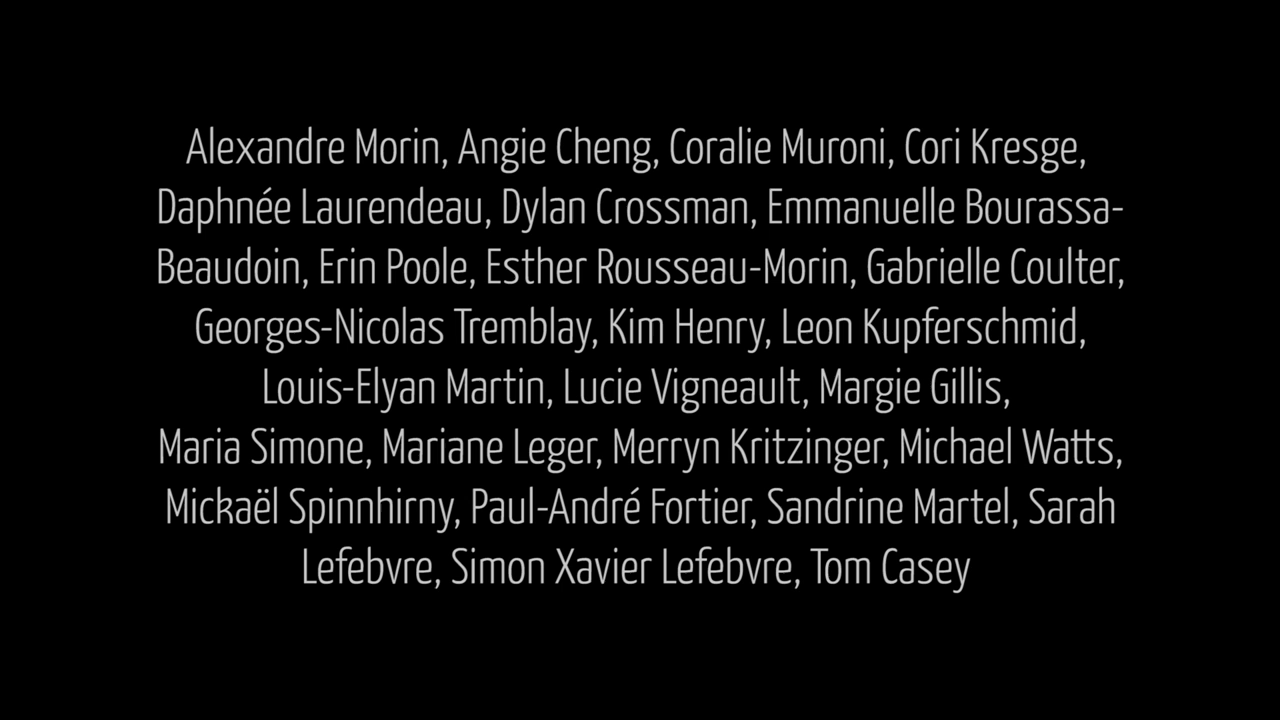 Alexandre Morin, Angie Cheng, Coralie Muroni, Cori Kresge,
Daphnée Laurendeau, Dylan Crossman, Emmanuelle Bourassa-
Beaudoin, Erin Poole, Esther Rousseau-Morin, Gabrielle Coulter,
Georges-Nicolas Tremblay, Kim Henry, Leon Kupferschmid,
Louis-Elyan Martin, Lucie Vigneault, Margie Gillis,
Maria Simone, Mariane Leger, Merryn Kritzinger, Michael Watts,
Mickaël Spinnhirny, Paul-André Fortier, Sandrine Martel, Sarah
Lefebvre, Simon Xavier Lefebvre, Tom Casey